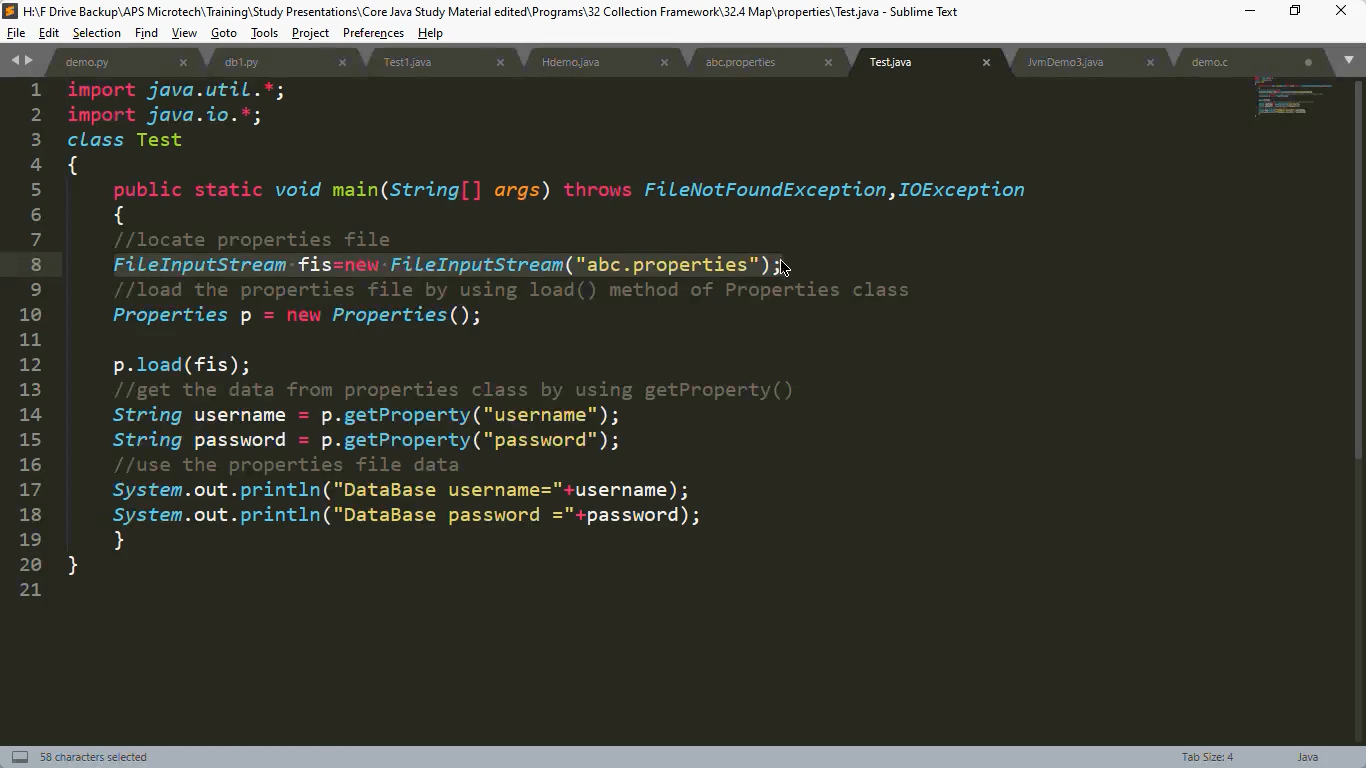 H:\F Drive Backup\APS Microtech\Training\Study Presentations\Core Java Study Material edited\Programs\32 Collection Framework\32.4 Map\properties\Test.java - Sublime Text
File Edit Selection Find View Goto Tools Project Preferences Help
demo.py db1.py Test1.java Hdemo.java abc.properties Test.java JvmDemo3.java demo.c
1 import java.util.*;
2 import java.io.*;
3 class Test
4 {
5 public static void main(String[] args) throws FileNotFoundException,IOException
6 {
7 //locate properties file
8 FileInputStream fis=new FileInputStream("abc.properties");
9 //load the properties file by using load() method of Properties class
10 Properties p = new Properties();
11
12 p.load(fis);
13 //get the data from properties class by using getProperty()
14 String username = p.getProperty("username");
15 String password = p.getProperty("password");
16 //use the properties file data
17 System.out.println("DataBase username="+username);
18 System.out.println("DataBase password ="+password);
19 }
20 }
21
58 characters selected Tab Size: 4 Java